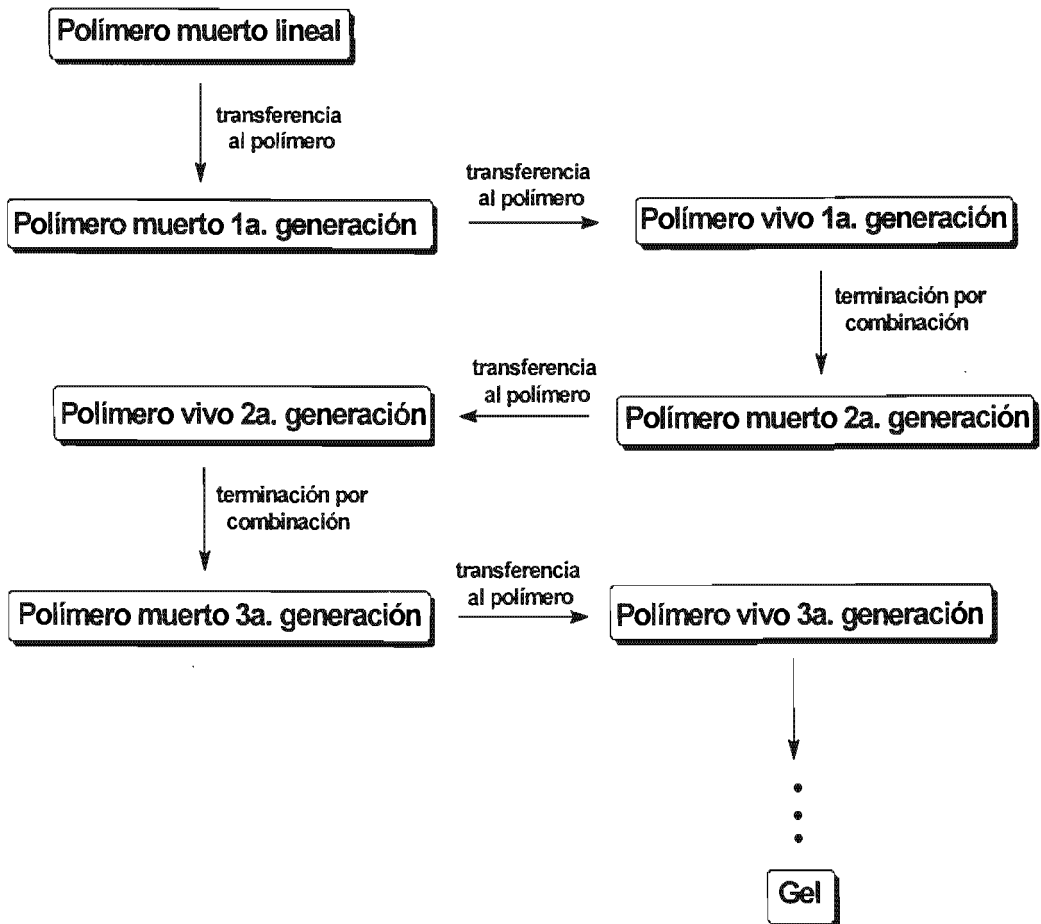 Polímero muerto lineal
transferencia
al polímero
Polímero muerto 1a. generación
transferencia
al polímero
Polímero vivo 1a. generación
terminación por
combinación
Polímero muerto 2a. generación
transferencia
al polímero
Polímero vivo 2a. generación
terminación por
combinación
Polímero muerto 3a. generación
transferencia
al polímero
Polímero vivo 3a. generación
Gel